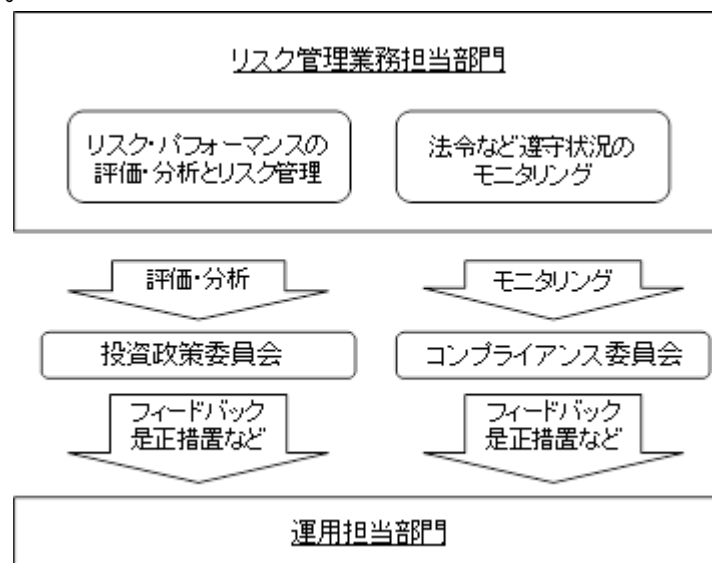 リスク管理業務担当部門
リスク・パフォーマンスの
評価・分析とリスク管理
法令など遵守状況の
モニタリング
評価・分析
モニタリング
投資政策委員会
コンプライアンス委員会
フィードバック
是正措置など
フィードバック
是正措置など
運用担当部門